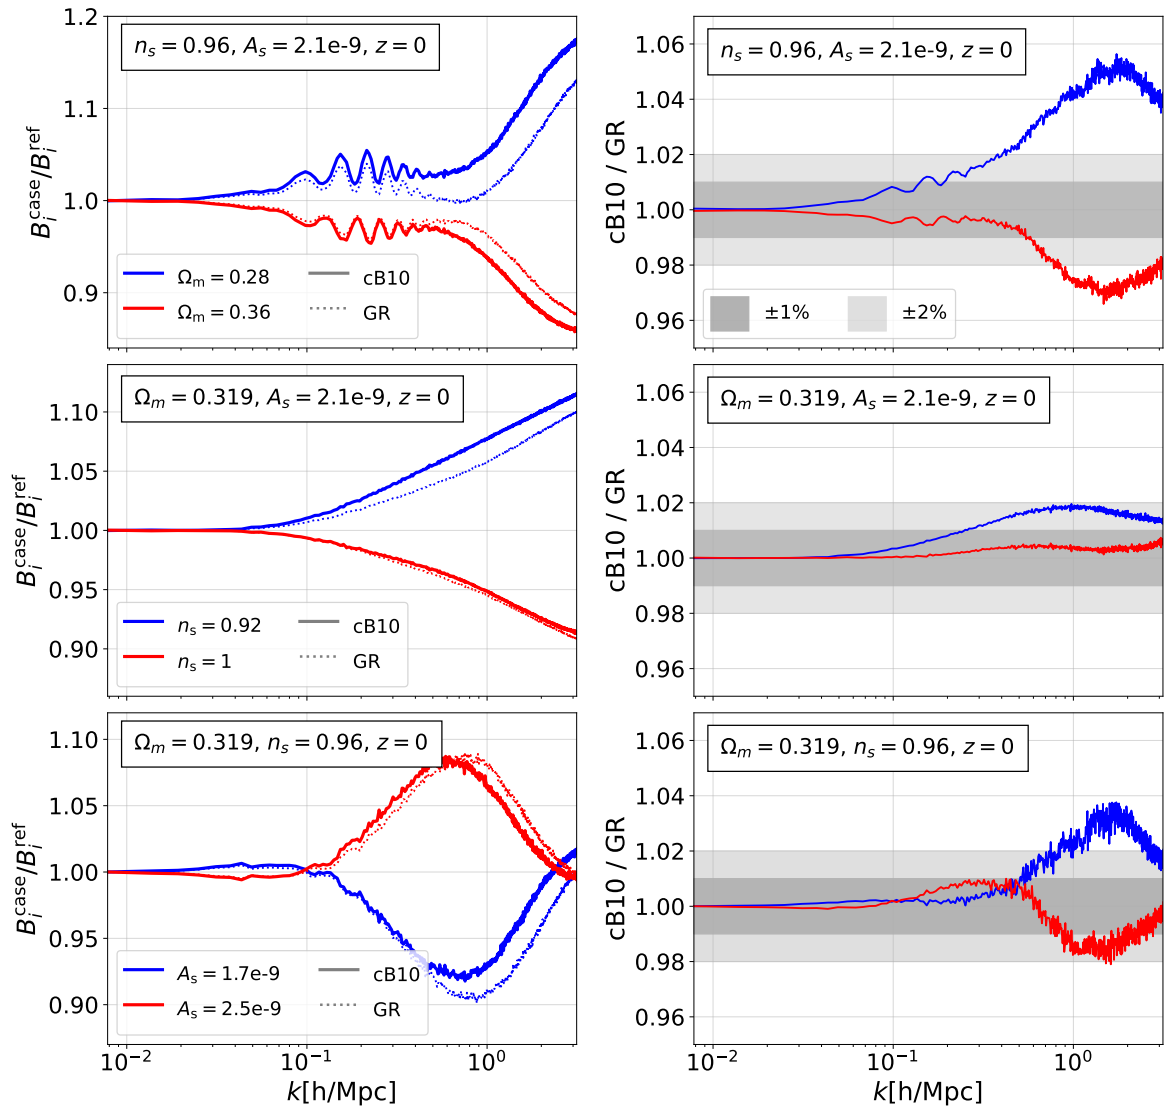 n_s = 0.96, A_s = 2.1e-9, z = 0
B_i^case/B_i^ref
1.2
1.1
1.0
0.9
Ω_m = 0.28
Ω_m = 0.36
cB10
GR
n_s = 0.96, A_s = 2.1e-9, z = 0
cB10 / GR
1.06
1.04
1.02
1.00
0.98
0.96
±1%
±2%
Ω_m = 0.319, A_s = 2.1e-9, z = 0
B_i^case/B_i^ref
1.10
1.05
1.00
0.95
0.90
n_s = 0.92
n_s = 1
cB10
GR
Ω_m = 0.319, A_s = 2.1e-9, z = 0
cB10 / GR
1.06
1.04
1.02
1.00
0.98
0.96
Ω_m = 0.319, n_s = 0.96, z = 0
B_i^case/B_i^ref
1.10
1.05
1.00
0.95
0.90
A_s = 1.7e-9
A_s = 2.5e-9
cB10
GR
10^−2
10^−1
10^0
k[h/Mpc]
Ω_m = 0.319, n_s = 0.96, z = 0
cB10 / GR
1.06
1.04
1.02
1.00
0.98
0.96
10^−2
10^−1
10^0
k[h/Mpc]